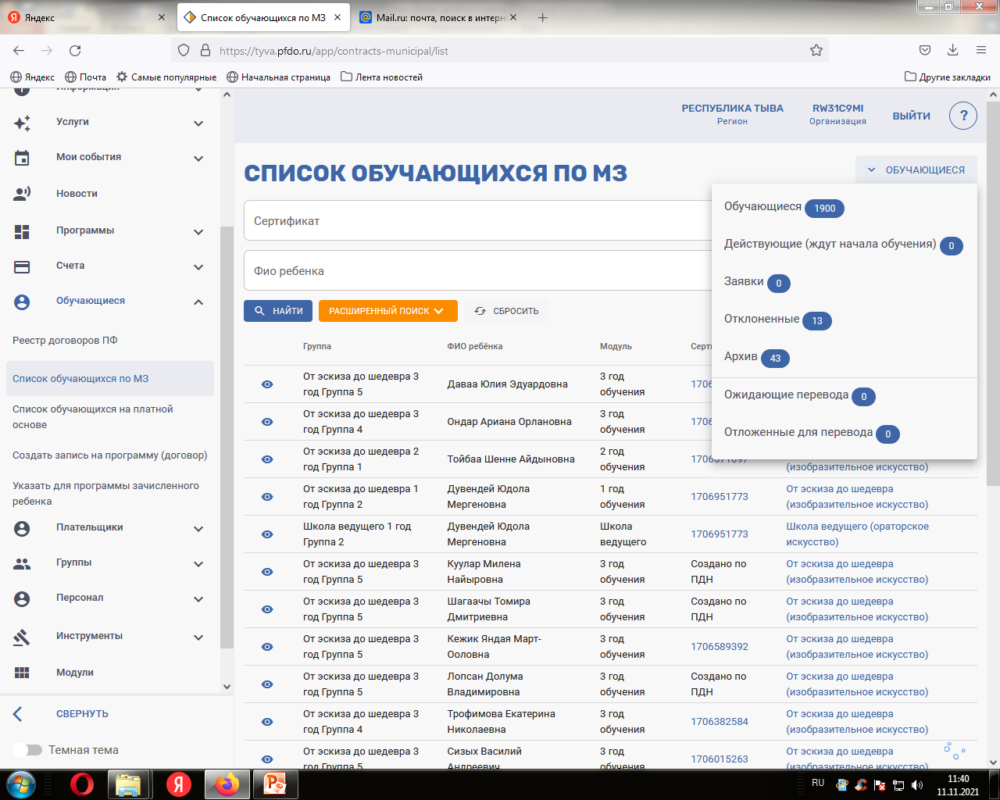 Яндекс
Список обучающихся по МЗ
Mail.ru: почта, поиск в интерн
https://tyva.pfdo.ru/app/contracts-municipal/list
Яндекс
Почта
Самые популярные
Начальная страница
Лента новостей
Другие закладки
Информация
Услуги
Мои события
Новости
Программы
Счета
Обучающиеся
Реестр договоров ПФ
Список обучающихся по МЗ
Список обучающихся на платной
основе
Создать запись на программу (договор)
Указать для программы зачисленного
ребенка
Плательщики
Группы
Персонал
Инструменты
Модули
СВЕРНУТЬ
Темная тема
РЕСПУБЛИКА ТЫВА
Регион
RW31C9MI
Организация
ВЫЙТИ
?
СПИСОК ОБУЧАЮЩИХСЯ ПО МЗ
ОБУЧАЮЩИЕСЯ
Обучающиеся 1900
Действующие (ждут начала обучения) 0
Заявки 0
Отклоненные 13
Архив 43
Ожидающие перевода 0
Отложенные для перевода 0
Сертификат
Фио ребенка
НАЙТИ
РАСШИРЕННЫЙ ПОИСК
СБРОСИТЬ
Группа ФИО ребёнка Модуль Серти
От эскиза до шедевра 3 3 год
год Группа 5 Даваа Юлия Эдуардовна обучения 1706
От эскиза до шедевра 3 3 год
год Группа 4 Ондар Ариана Орлановна обучения 1706
От эскиза до шедевра 2 2 год
год Группа 1 Тойбаа Шенне Айдыновна обучения 1706871697 (изобразительное искусство)
От эскиза до шедевра 1 Дувендей Юдола 1 год От эскиза до шедевра
год Группа 2 Мергеновна обучения 1706951773 (изобразительное искусство)
Школа ведущего 1 год Дувендей Юдола Школа Школа ведущего (ораторское
Группа 2 Мергеновна ведущего 1706951773 искусство)
От эскиза до шедевра 3 Куулар Милена 3 год Создано по От эскиза до шедевра
год Группа 5 Найыровна обучения ПДН (изобразительное искусство)
От эскиза до шедевра 3 Шагаачы Томира 3 год Создано по От эскиза до шедевра
год Группа 5 Дмитриевна обучения ПДН (изобразительное искусство)
От эскиза до шедевра 3 Кежик Яндая Март- 3 год От эскиза до шедевра
год Группа 5 Ооловна обучения 1706589392 (изобразительное искусство)
От эскиза до шедевра 3 Лопсан Долума 3 год Создано по От эскиза до шедевра
год Группа 5 Владимировна обучения ПДН (изобразительное искусство)
От эскиза до шедевра 3 Трофимова Екатерина 3 год От эскиза до шедевра
год Группа 4 Николаевна обучения 1706382584 (изобразительное искусство)
От эскиза до шедевра 3 Сизых Василий 3 год От эскиза до шедевра
год Группа 5 Андреевич обучения 1706015263 (изобразительное искусство)
RU
11:40
11.11.2021